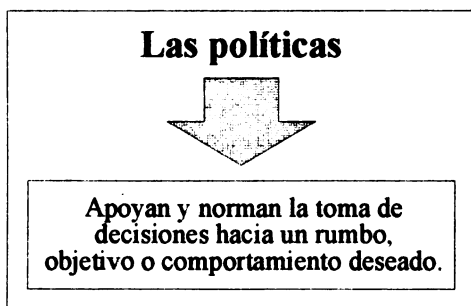 Las políticas
Apoyan y norman la toma de
decisiones hacia un rumbo,
objetivo o comportamiento deseado.